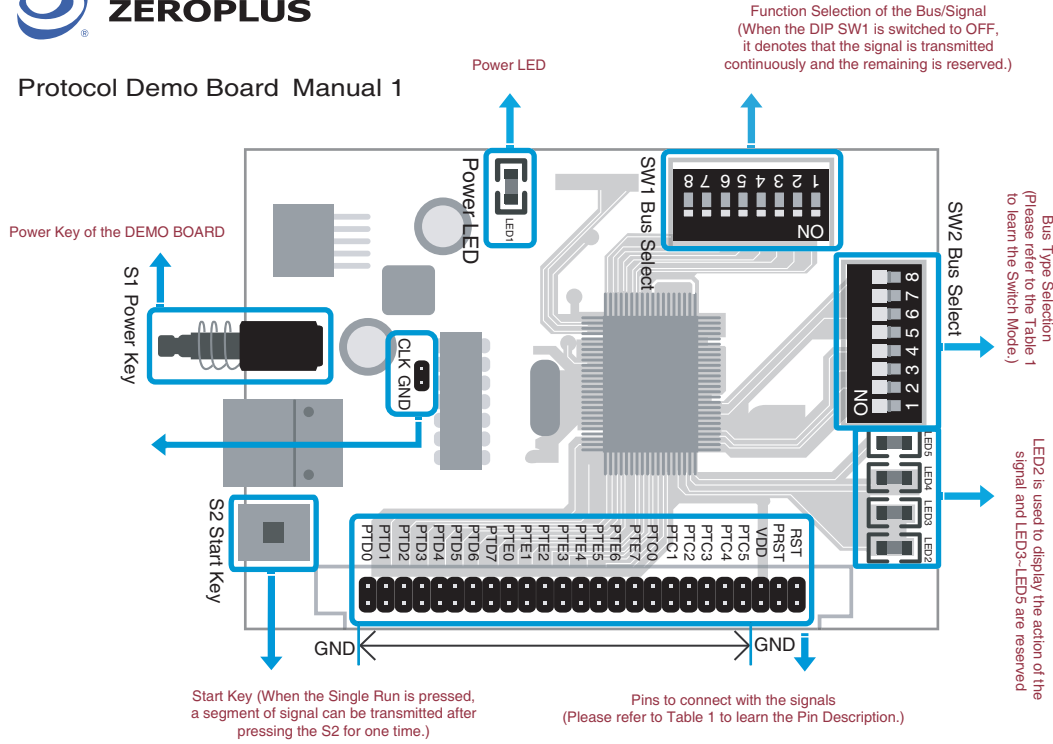 ZEROPLUS
®
Protocol Demo Board Manual 1
Power LED
Function Selection of the Bus/Signal
(When the DIP SW1 is switched to OFF,
it denotes that the signal is transmitted
continuously and the remaining is reserved.)
Power Key of the DEMO BOARD
S1 Power Key
Power LED
LED1
SW1 Bus Select
8 7 6 5 4 3 2 1
ON
SW2 Bus Select
1 2 3 4 5 6 7 8
ON
Bus Type Selection
(Please refer to the Table 1
to learn the Switch Mode.)
CLK GND
LED5
LED4
LED3
LED2
LED2 is used to display the action of the
signal and LED3~LED5 are reserved
S2 Start Key
PTD0
PTD1
PTD2
PTD3
PTD4
PTD5
PTD6
PTD7
PTE0
PTE1
PTE2
PTE3
PTE4
PTE5
PTE6
PTE7
PTC0
PTC1
PTC2
PTC3
PTC4
PTC5
VDD
PRST
RST
GND
GND
Start Key (When the Single Run is pressed,
a segment of signal can be transmitted after
pressing the S2 for one time.)
Pins to connect with the signals
(Please refer to Table 1 to learn the Pin Description.)